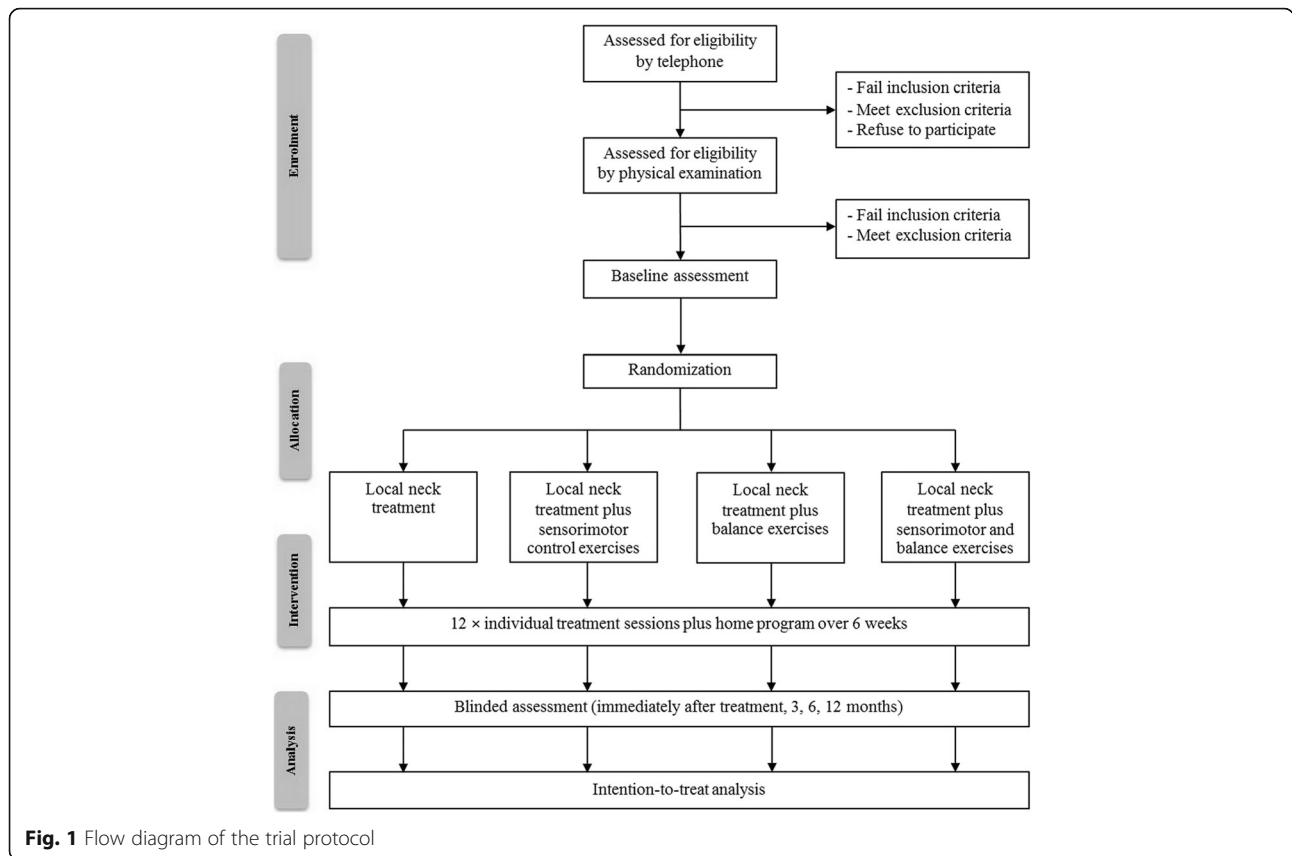 Enrolment
Assessed for eligibility
by telephone
- Fail inclusion criteria
- Meet exclusion criteria
- Refuse to participate
Assessed for eligibility
by physical examination
- Fail inclusion criteria
- Meet exclusion criteria
Baseline assessment
Allocation
Randomization
Local neck
treatment
Local neck
treatment plus
sensorimotor
control exercises
Local neck
treatment plus
balance exercises
Local neck
treatment plus
sensorimotor and
balance exercises
Intervention
12 × individual treatment sessions plus home program over 6 weeks
Analysis
Blinded assessment (immediately after treatment, 3, 6, 12 months)
Intention-to-treat analysis
Fig. 1 Flow diagram of the trial protocol